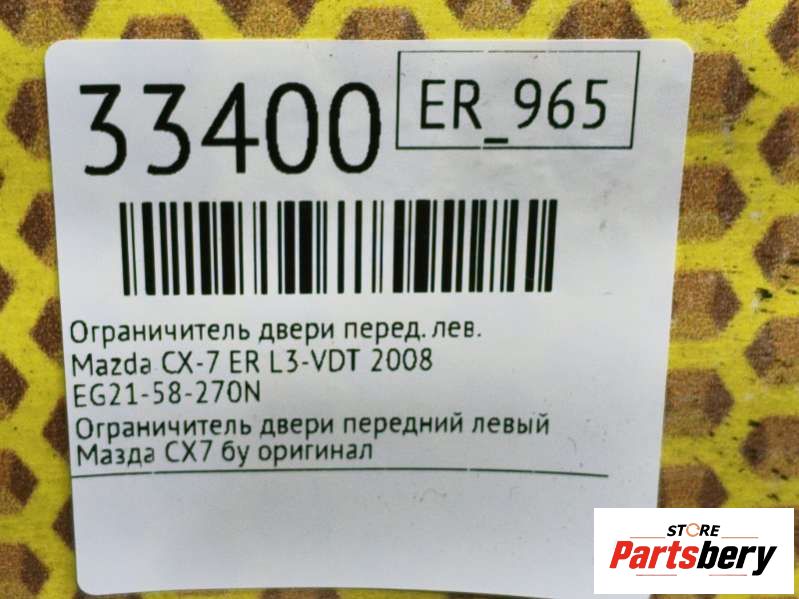 33400
ER_965
Ограничитель двери перед. лев.
Mazda CX-7 ER L3-VDT 2008
EG21-58-270N
Ограничитель двери передний левый
Мазда СХ7 бу оригинал
STORE
Partsbery